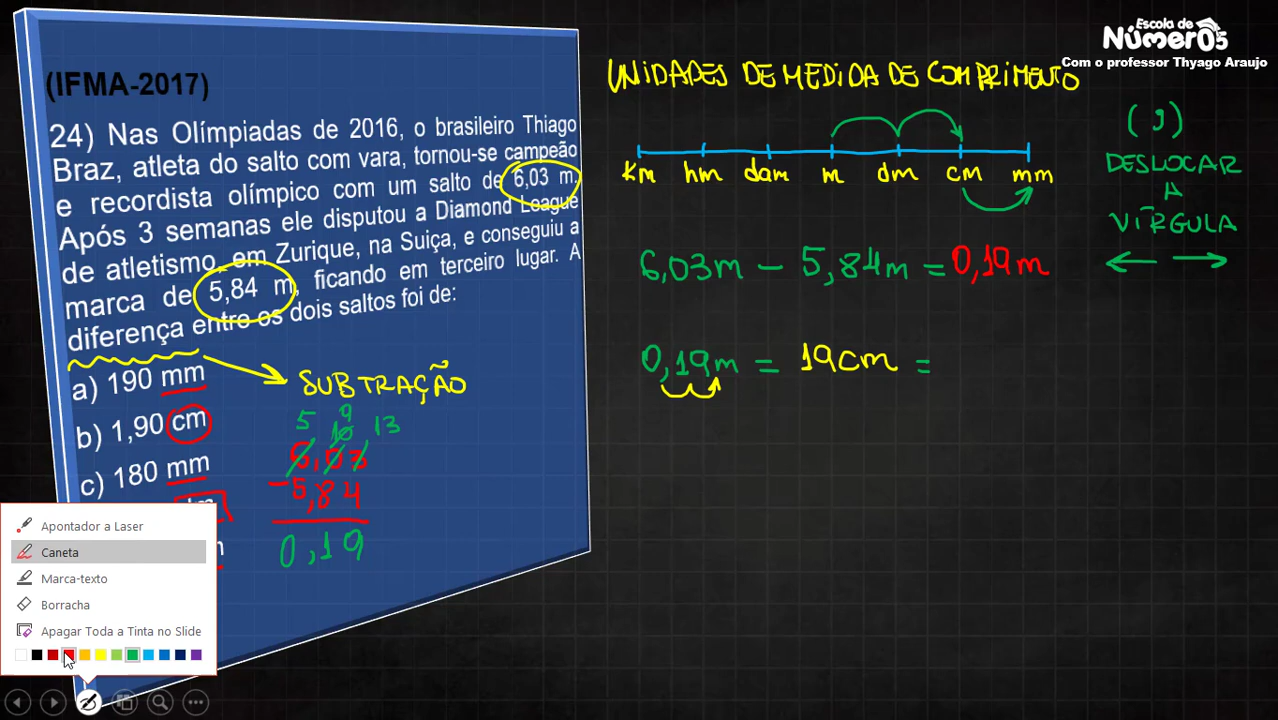 Escola de
Númer05
Com o professor Thyago Araujo
(IFMA-2017)
24) Nas Olímpiadas de 2016, o brasileiro Thiago
Braz, atleta do salto com vara, tornou-se campeão
e recordista olímpico com um salto de 6,03 m.
Após 3 semanas ele disputou a Diamond League
de atletismo, em Zurique, na Suiça, e conseguiu a
marca de 5,84 m, ficando em terceiro lugar. A
diferença entre os dois saltos foi de:
a) 190 mm
b) 1,90 cm
c) 180 mm
SUBTRAÇÃO
5 9
10, 13
6,03
-5,84
0,19
UNIDADES DE MEDIDA DE COMPRIMENTO
km hm dam m dm cm mm
(,)
DESLOCAR
A
VÍRGULA
6,03m - 5,84m = 0,19m
0,19m = 19cm =
Apontador a Laser
Caneta
Marca-texto
Borracha
Apagar Toda a Tinta no Slide